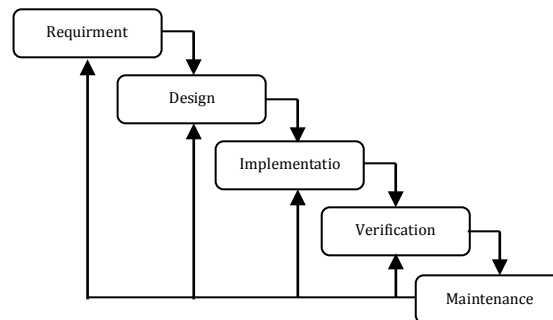 Requirment
Design
Implementatio
Verification
Maintenance